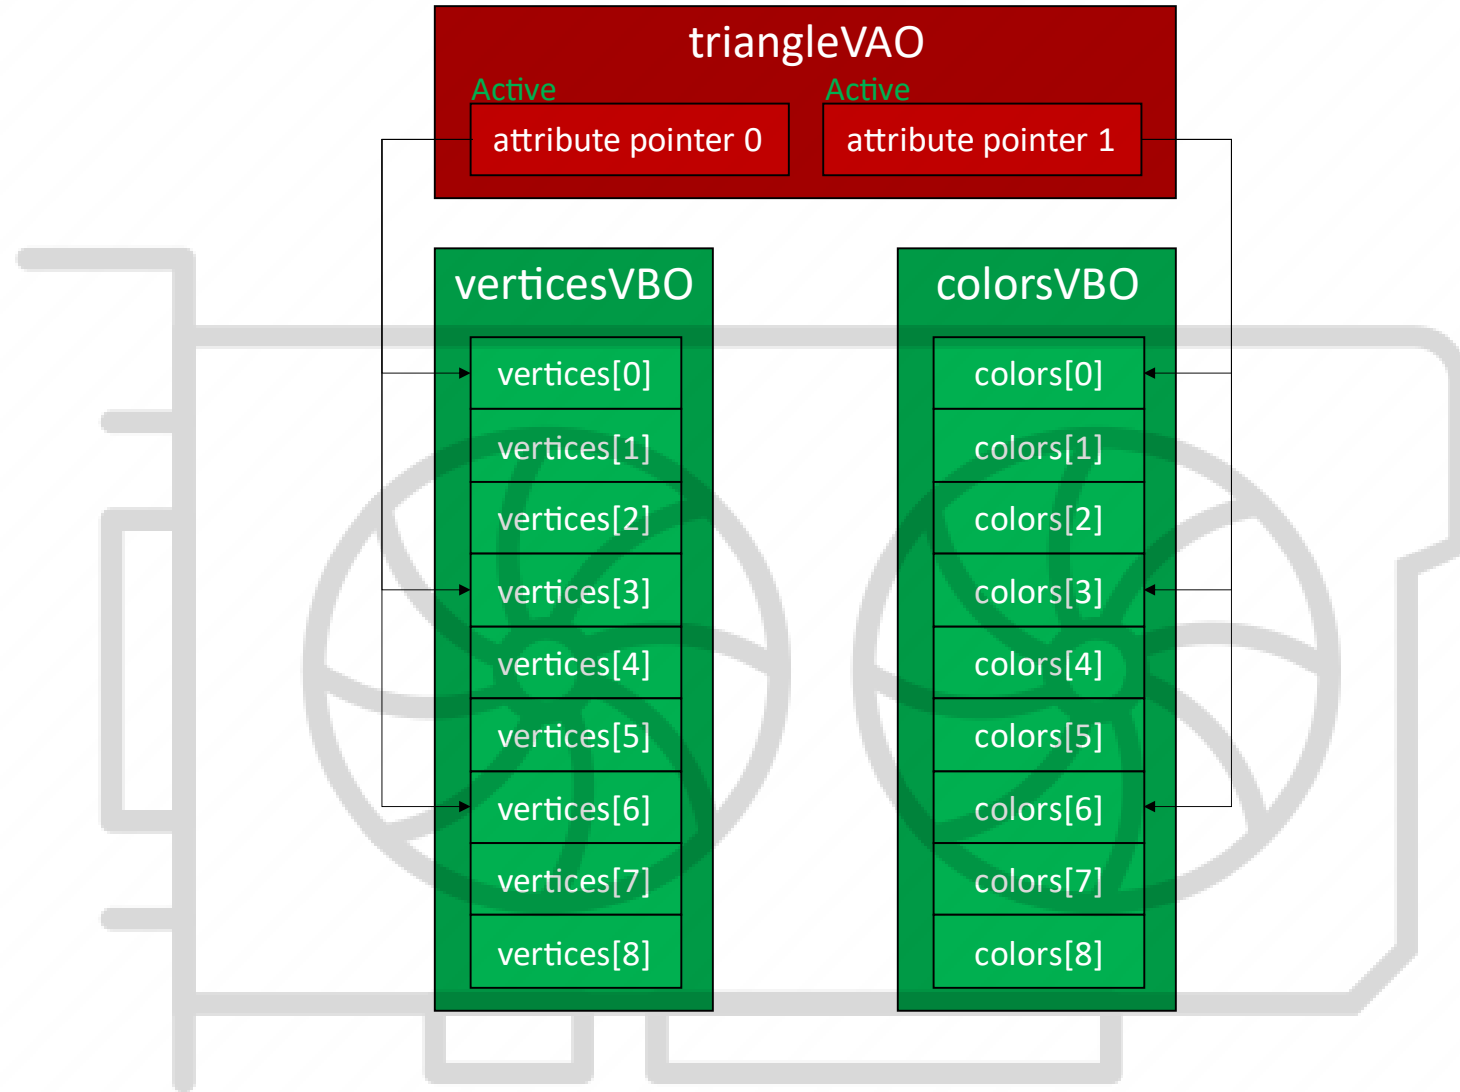 triangleVAO
Active
Active
attribute pointer 0
attribute pointer 1
verticesVBO
vertices[0]
vertices[1]
vertices[2]
vertices[3]
vertices[4]
vertices[5]
vertices[6]
vertices[7]
vertices[8]
colorsVBO
colors[0]
colors[1]
colors[2]
colors[3]
colors[4]
colors[5]
colors[6]
colors[7]
colors[8]